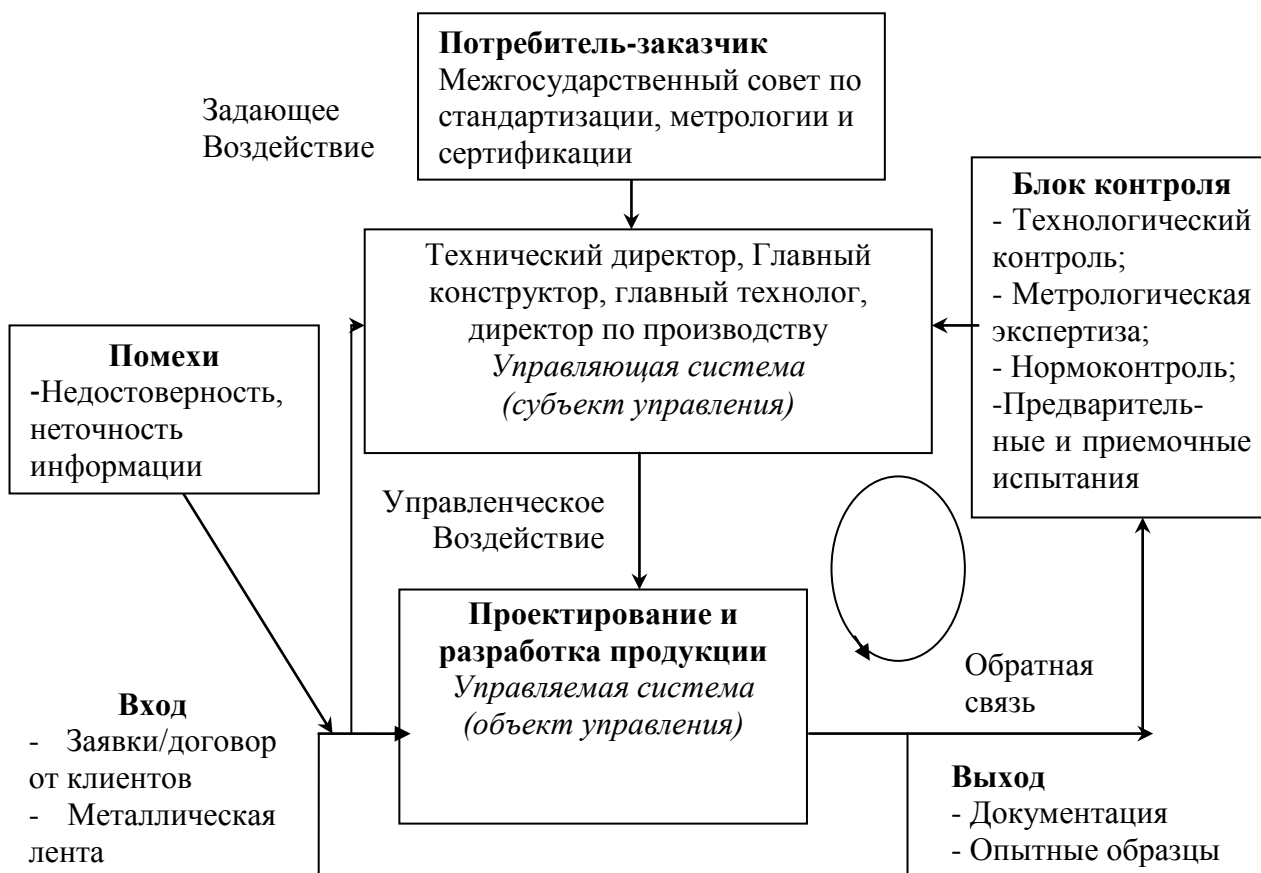 Потребитель-заказчик
Межгосударственный совет по
стандартизации, метрологии и
сертификации
Задающее
Воздействие
Блок контроля
- Технологический
контроль;
- Метрологическая
экспертиза;
- Нормоконтроль;
-Предваритель-
ные и приемочные
испытания
Технический директор, Главный
конструктор, главный технолог,
директор по производству
Управляющая система
(субъект управления)
Помехи
-Недостоверность,
неточность
информации
Управленческое
Воздействие
Проектирование и
разработка продукции
Управляемая система
(объект управления)
Обратная
связь
Вход
- Заявки/договор
от клиентов
- Металлическая
лента
Выход
- Документация
- Опытные образцы